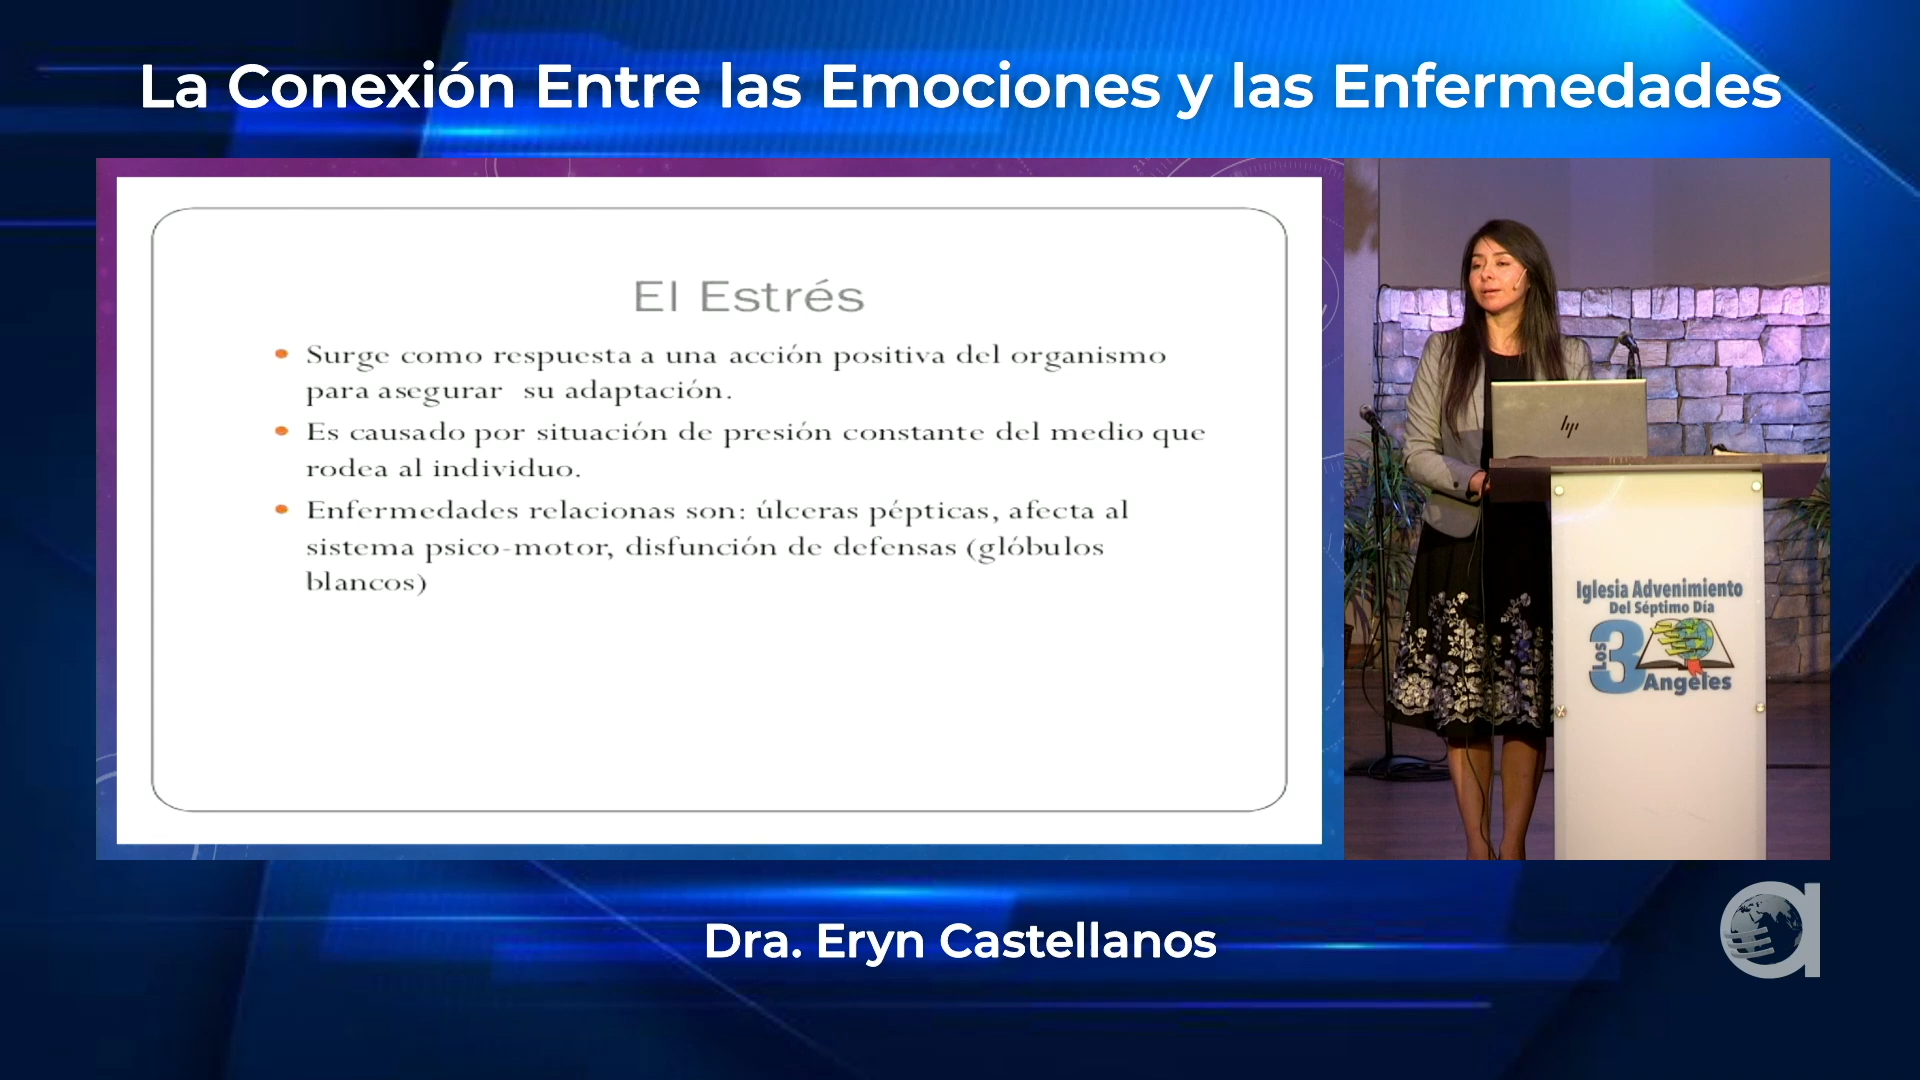 La Conexión Entre las Emociones y las Enfermedades
El Estrés
Surge como respuesta a una acción positiva del organismo
para asegurar su adaptación.
Es causado por situación de presión constante del medio que
rodea al individuo.
Enfermedades relacionas son: úlceras pépticas, afecta al
sistema psico-motor, disfunción de defensas (glóbulos
blancos)
hp
Iglesia Advenimiento
Del Séptimo Día
Los 3
Angeles
Dra. Eryn Castellanos
a